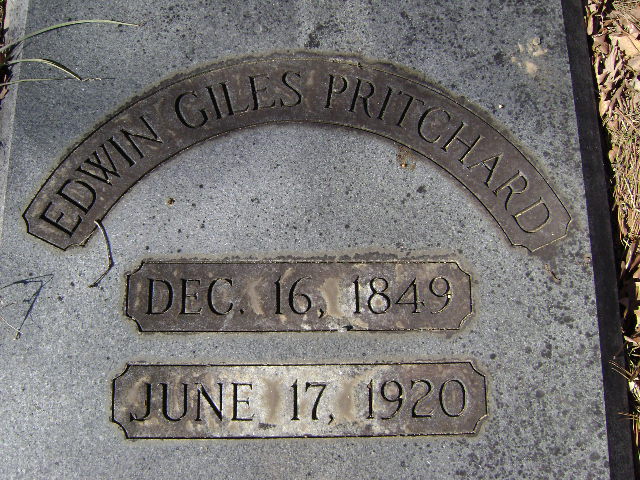 EDWIN GILES PRITCHARD
DEC. 16, 1849
JUNE 17, 1920